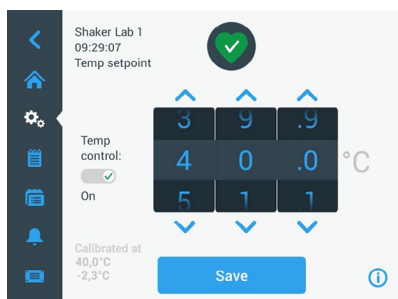 Shaker Lab 1
09:29:07
Temp setpoint
3 9 .9
Temp
control:
4 0 .0 °C
On
5 1 .1
Calibrated at
40,0°C
-2,3°C
Save